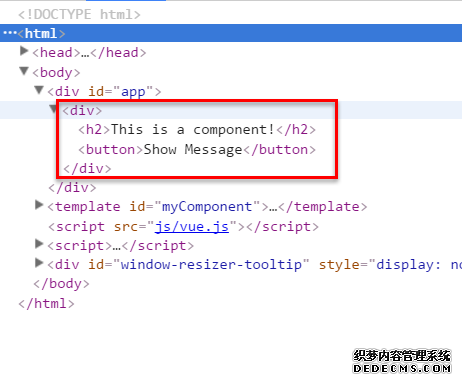 <!DOCTYPE html>
•••<html>
▶<head>…</head>
▼<body>
▼<div id="app">
▼<div>
<h2>This is a component!</h2>
<button>Show Message</button>
</div>
</div>
▶<template id="myComponent">…</template>
<script src="js/vue.js"></script>
▶<script>…</script>
▶<div id="window-resizer-tooltip" style="display: no
</body>
</html>
织梦内容管理系统
DEDECMS.COM